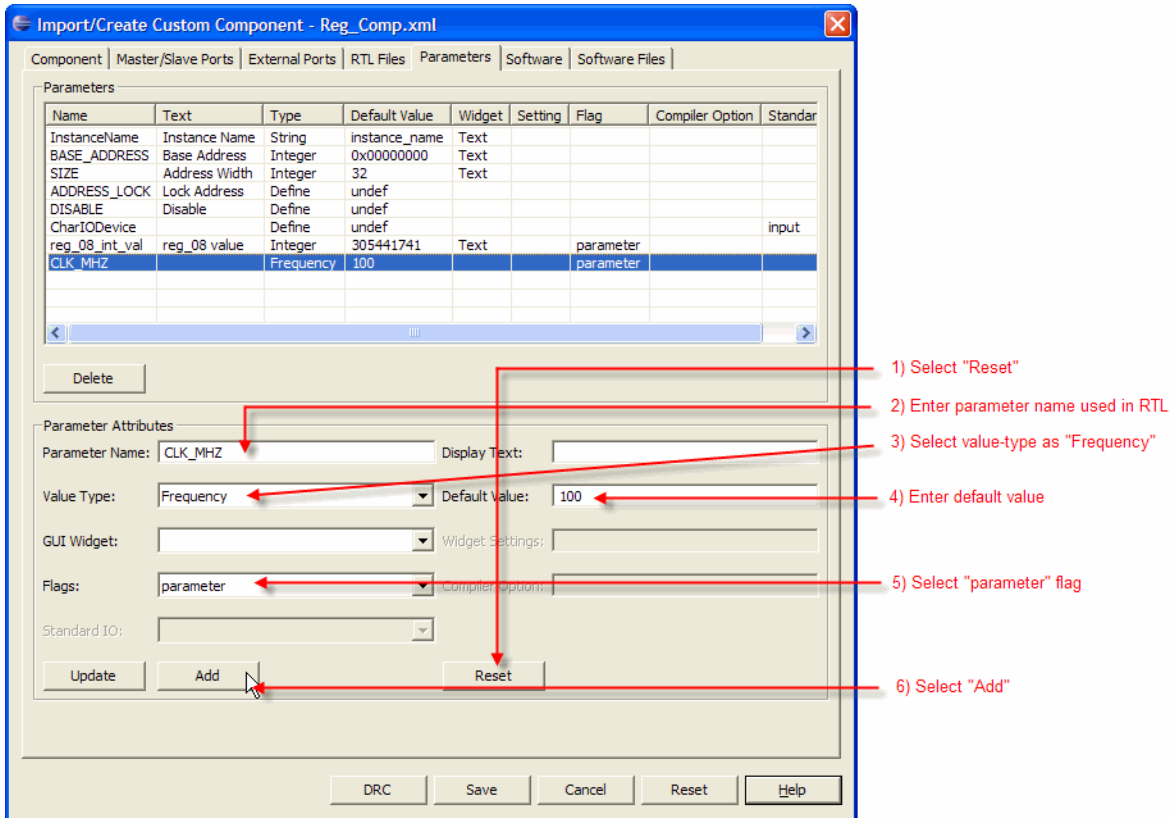 Import/Create Custom Component - Reg_Comp.xml
Component Master/Slave Ports External Ports RTL Files Parameters Software Software Files
Parameters
Name Text Type Default Value Widget Setting Flag Compiler Option Standar
InstanceName Instance Name String instance_name Text
BASE_ADDRESS Base Address Integer 0x00000000 Text
SIZE Address Width Integer 32 Text
ADDRESS_LOCK Lock Address Define undef
DISABLE Disable Define undef
CharIODevice Define undef input
reg_08_int_val reg_08 value Integer 305441741 Text parameter
CLK_MHZ Frequency 100 parameter
Delete
1) Select "Reset"
2) Enter parameter name used in RTL
Parameter Attributes
3) Select value-type as "Frequency"
Parameter Name: CLK_MHZ Display Text:
Value Type: Frequency Default Value: 100
4) Enter default value
GUI Widget: Widget Settings:
Flags: parameter Compiler Option:
5) Select "parameter" flag
Standard IO:
Update Add Reset
6) Select "Add"
DRC Save Cancel Reset Help